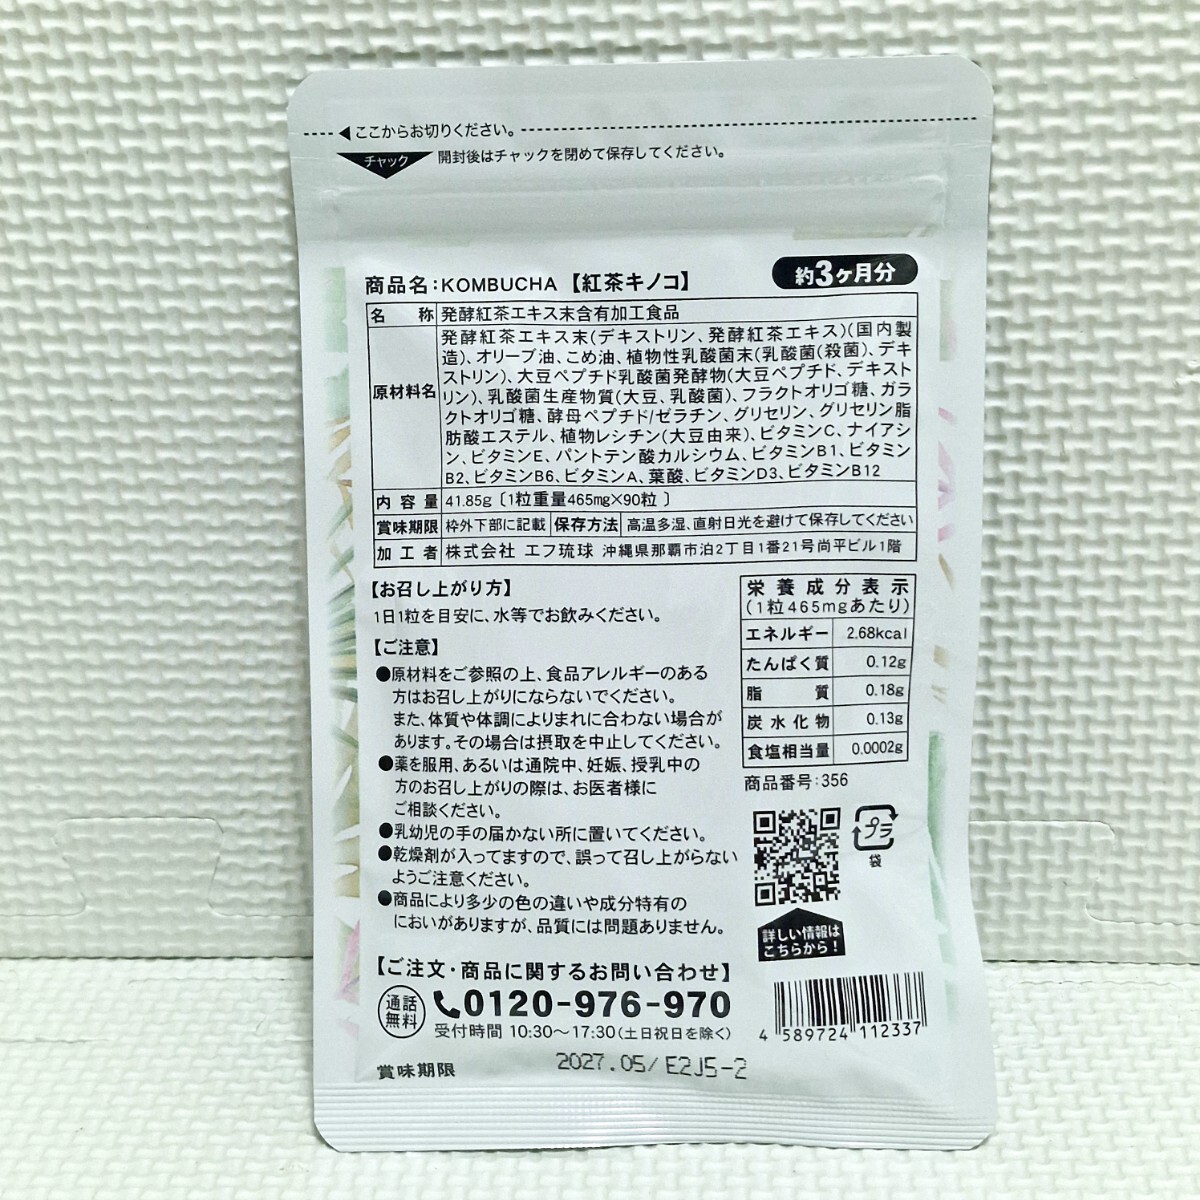 ◀ここからお切りください。
チャック 開封後はチャックを閉めて保存してください。
商品名:KOMBUCHA【紅茶キノコ】 約3ヶ月分
名称 発酵紅茶エキス末含有加工食品
原材料名 発酵紅茶エキス末(デキストリン、発酵紅茶エキス)(国内製
造)、オリーブ油、こめ油、植物性乳酸菌末(乳酸菌(殺菌)、デキ
ストリン)、大豆ペプチド乳酸菌発酵物(大豆ペプチド、デキスト
リン)、乳酸菌生産物質(大豆、乳酸菌)、フラクトオリゴ糖、ガラ
クトオリゴ糖、酵母ペプチド/ゼラチン、グリセリン、グリセリン脂
肪酸エステル、植物レシチン(大豆由来)、ビタミンC、ナイアシ
ン、ビタミンE、パントテン酸カルシウム、ビタミンB1、ビタミン
B2、ビタミンB6、ビタミンA、葉酸、ビタミンD3、ビタミンB12
内容量 41.85g〔1粒重量465mg×90粒〕
賞味期限 枠外下部に記載 保存方法 高温多湿、直射日光を避けて保存してください
加工者 株式会社 エフ琉球 沖縄県那覇市泊2丁目1番21号尚平ビル1階
【お召し上がり方】
1日1粒を目安に、水等でお飲みください。
【ご注意】
●原材料をご参照の上、食品アレルギーのある
方はお召し上がりにならないでください。
また、体質や体調によりまれに合わない場合が
あります。その場合は摂取を中止してください。
●薬を服用、あるいは通院中、妊娠、授乳中の
方のお召し上がりの際は、お医者様に
ご相談ください。
●乳幼児の手の届かない所に置いてください。
●乾燥剤が入ってますので、誤って召し上がらない
ようご注意ください。
●商品により多少の色の違いや成分特有の
においがありますが、品質には問題ありません。
栄養成分表示
(1粒465mgあたり)
エネルギー 2.68kcal
たんぱく質 0.12g
脂質 0.18g
炭水化物 0.13g
食塩相当量 0.0002g
商品番号:356
プラ
袋
詳しい情報は
こちらから!
【ご注文・商品に関するお問い合わせ】
通話
無料
0120-976-970
受付時間 10:30〜17:30(土日祝日を除く)
4 589724 112337
賞味期限 2027.05/E2J5-2